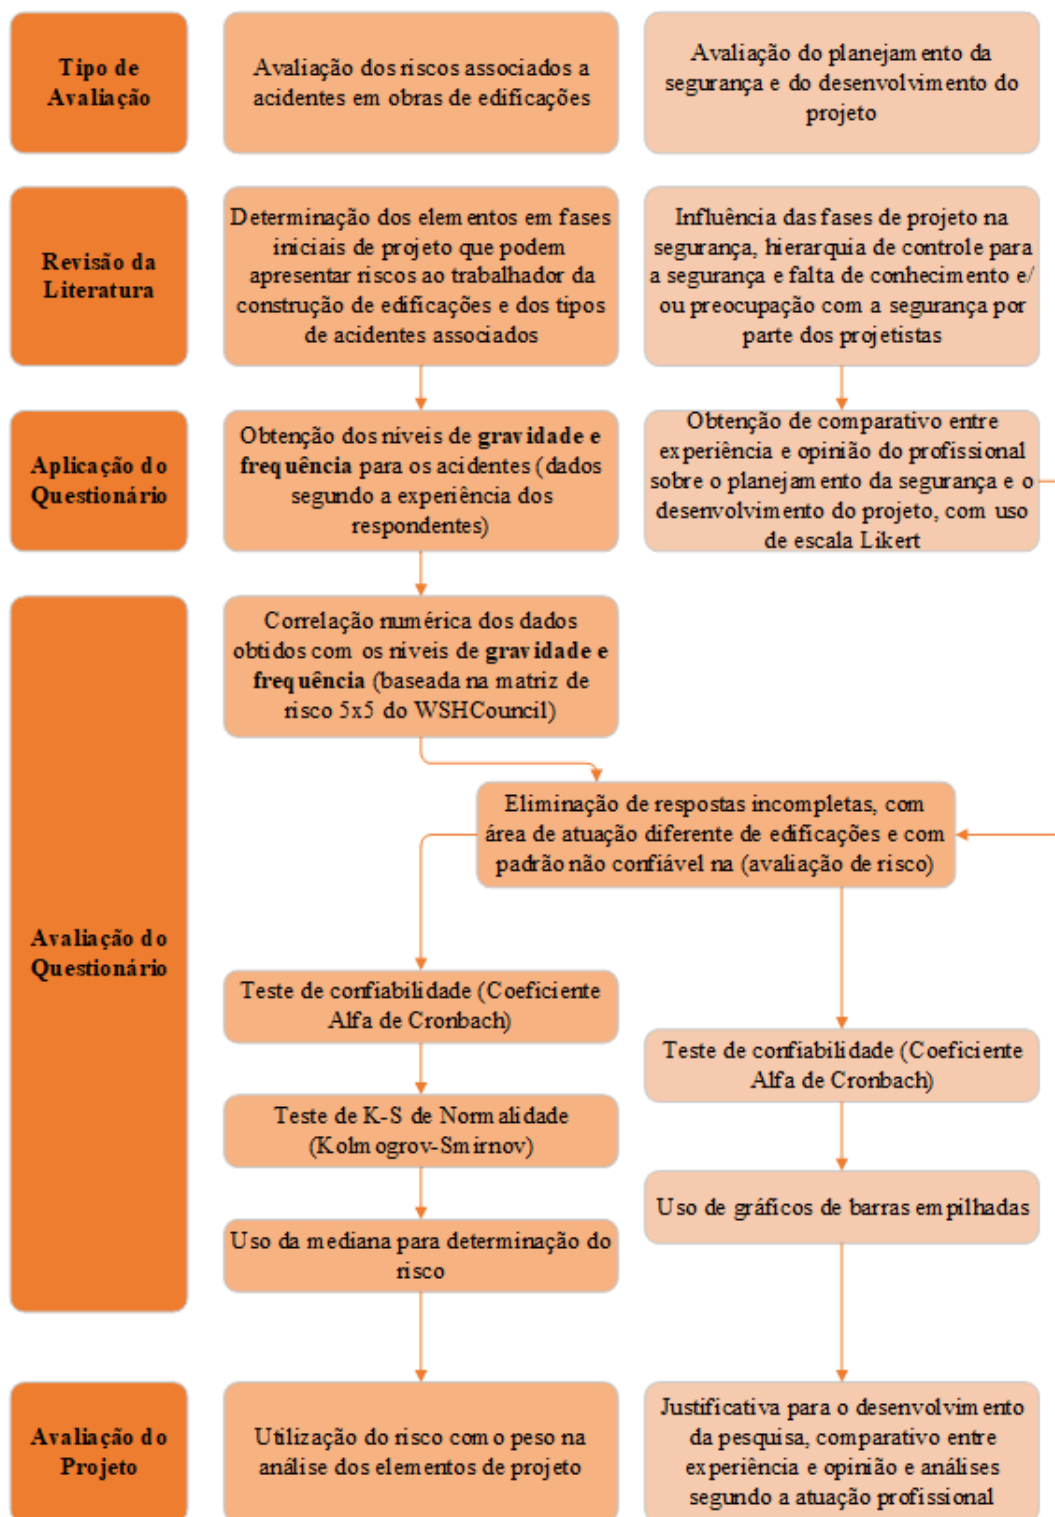 Tipo de
Avaliação
Avaliação dos riscos associados a
acidentes em obras de edificações
Avaliação do planejamento da
segurança e do desenvolvimento do
projeto
Revisão da
Literatura
Determinação dos elementos em fases
iniciais de projeto que podem
apresentar riscos ao trabalhador da
construção de edificações e dos tipos
de acidentes associados
Influência das fases de projeto na
segurança, hierarquia de controle para
a segurança e falta de conhecimento e/
ou preocupação com a segurança por
parte dos projetistas
Aplicação do
Questionário
Obtenção dos níveis de gravidade e
frequência para os acidentes (dados
segundo a experiência dos
respondentes)
Obtenção de comparativo entre
experiência e opinião do profissional
sobre o planejamento da segurança e o
desenvolvimento do projeto, com uso
de escala Likert
Avaliação do
Questionário
Correlação numérica dos dados
obtidos com os níveis de gravidade e
frequência (baseada na matriz de
risco 5x5 do WSHCouncil)
Eliminação de respostas incompletas, com
área de atuação diferente de edificações e com
padrão não confiável na (avaliação de risco)
Teste de confiabilidade (Coeficiente
Alfa de Cronbach)
Teste de K-S de Normalidade
(Kolmogrov-Smirnov)
Uso da mediana para determinação do
risco
Teste de confiabilidade (Coeficiente
Alfa de Cronbach)
Uso de gráficos de barras empilhadas
Avaliação do
Projeto
Utilização do risco como peso na
análise dos elementos de projeto
Justificativa para o desenvolvimento
da pesquisa, comparativo entre
experiência e opinião e análises
segundo a atuação profissional